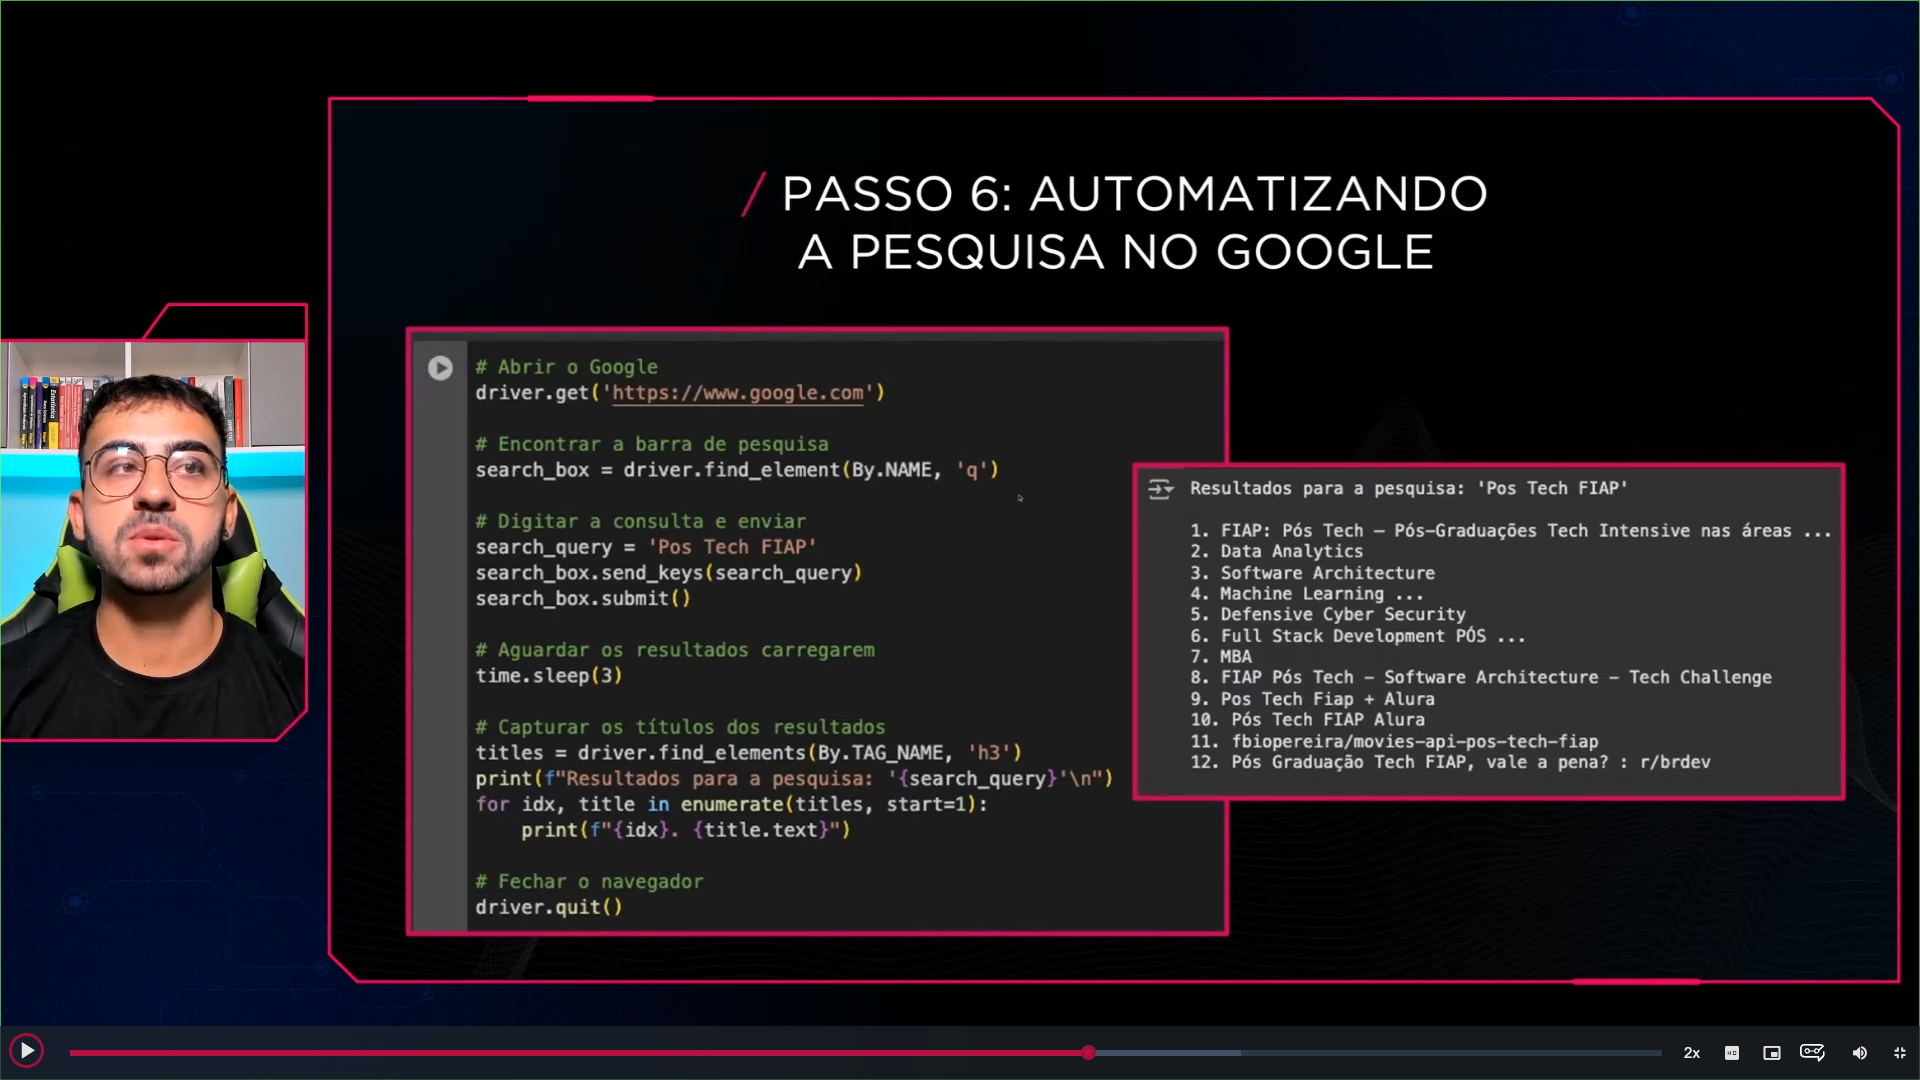 / PASSO 6: AUTOMATIZANDO
A PESQUISA NO GOOGLE
# Abrir o Google
driver.get('https://www.google.com')
# Encontrar a barra de pesquisa
search_box = driver.find_element(By.NAME, 'q')
# Digitar a consulta e enviar
search_query = 'Pos Tech FIAP'
search_box.send_keys(search_query)
search_box.submit()
# Aguardar os resultados carregarem
time.sleep(3)
# Capturar os títulos dos resultados
titles = driver.find_elements(By.TAG_NAME, 'h3')
print(f"Resultados para a pesquisa: '{search_query}'\n")
for idx, title in enumerate(titles, start=1):
    print(f"{idx}. {title.text}")
# Fechar o navegador
driver.quit()
Resultados para a pesquisa: 'Pos Tech FIAP'
1. FIAP: Pós Tech – Pós-Graduações Tech Intensive nas áreas ...
2. Data Analytics
3. Software Architecture
4. Machine Learning ...
5. Defensive Cyber Security
6. Full Stack Development PÓS ...
7. MBA
8. FIAP Pós Tech – Software Architecture – Tech Challenge
9. Pos Tech Fiap + Alura
10. Pós Tech FIAP Alura
11. fbiopereira/movies-api-pos-tech-fiap
12. Pós Graduação Tech FIAP, vale a pena? : r/brdev
2x
HD